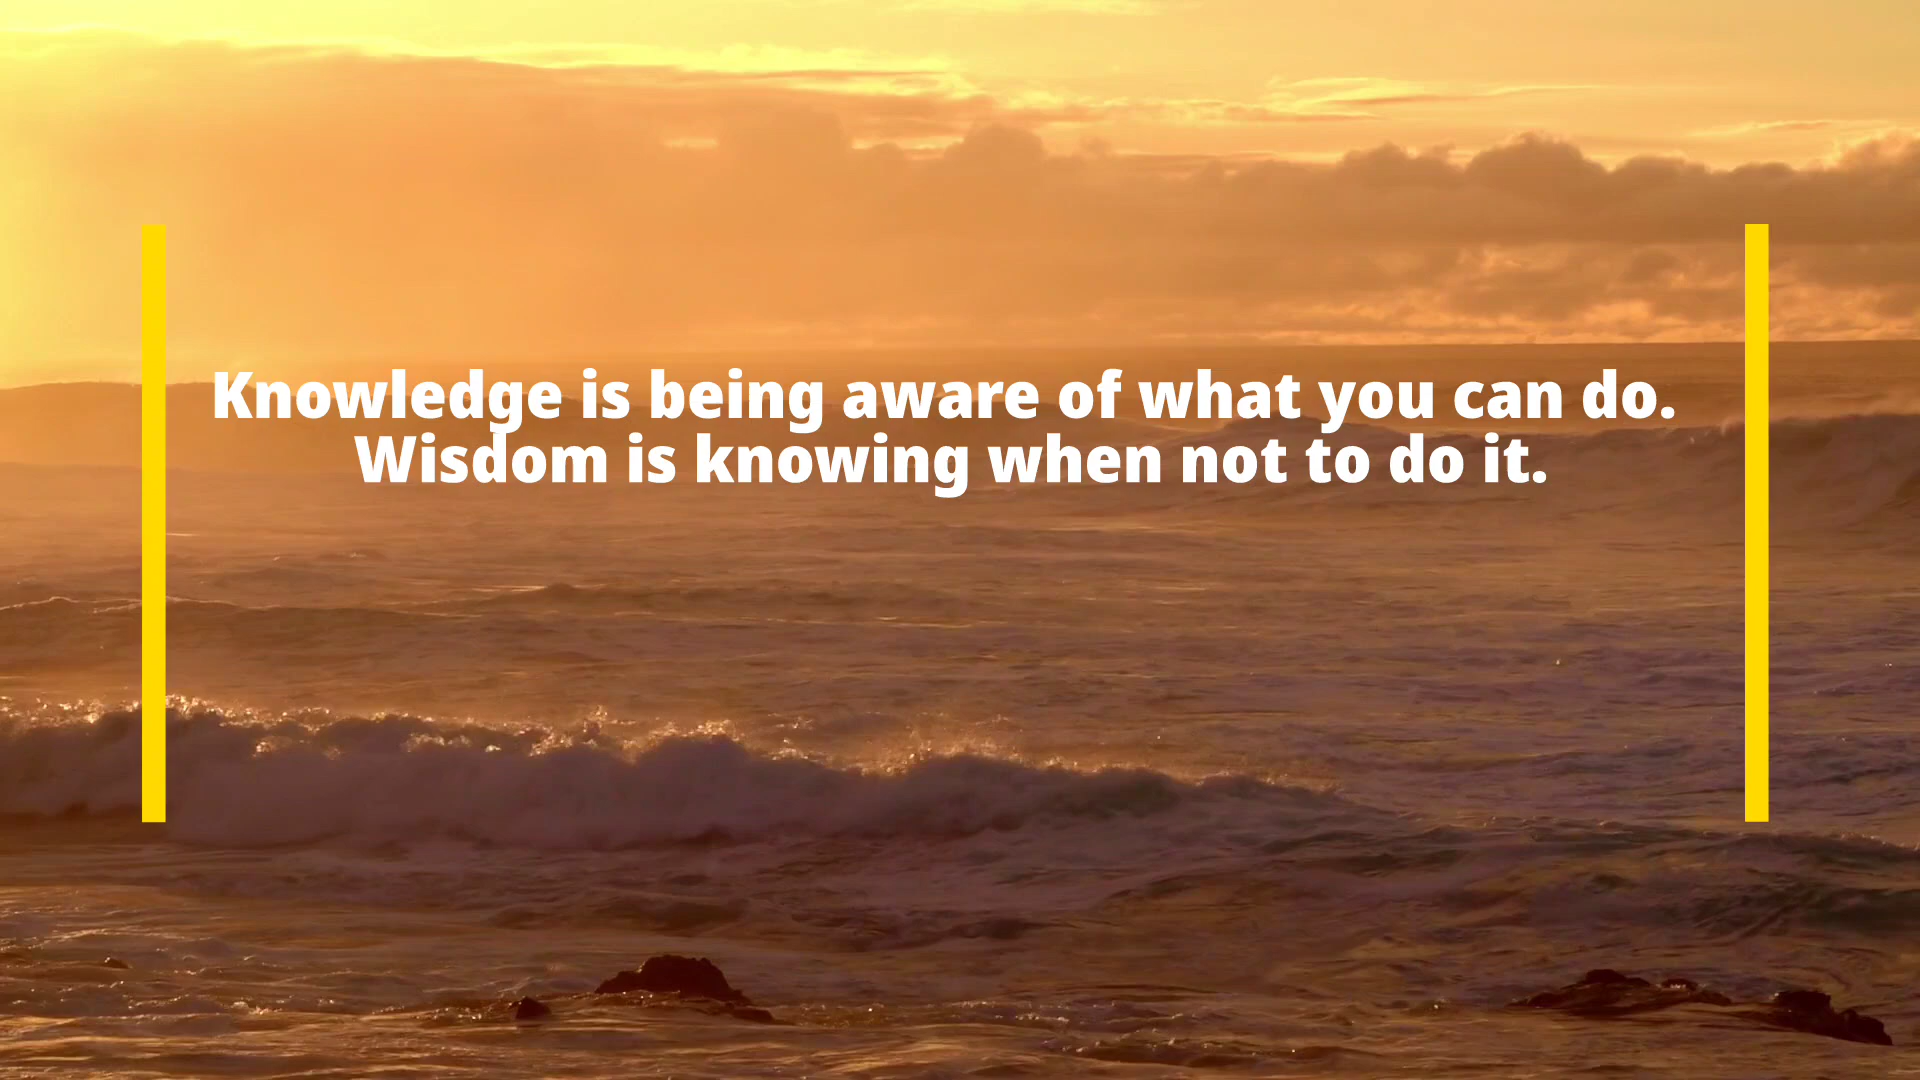 Knowledge is being aware of what you can do.
Wisdom is knowing when not to do it.